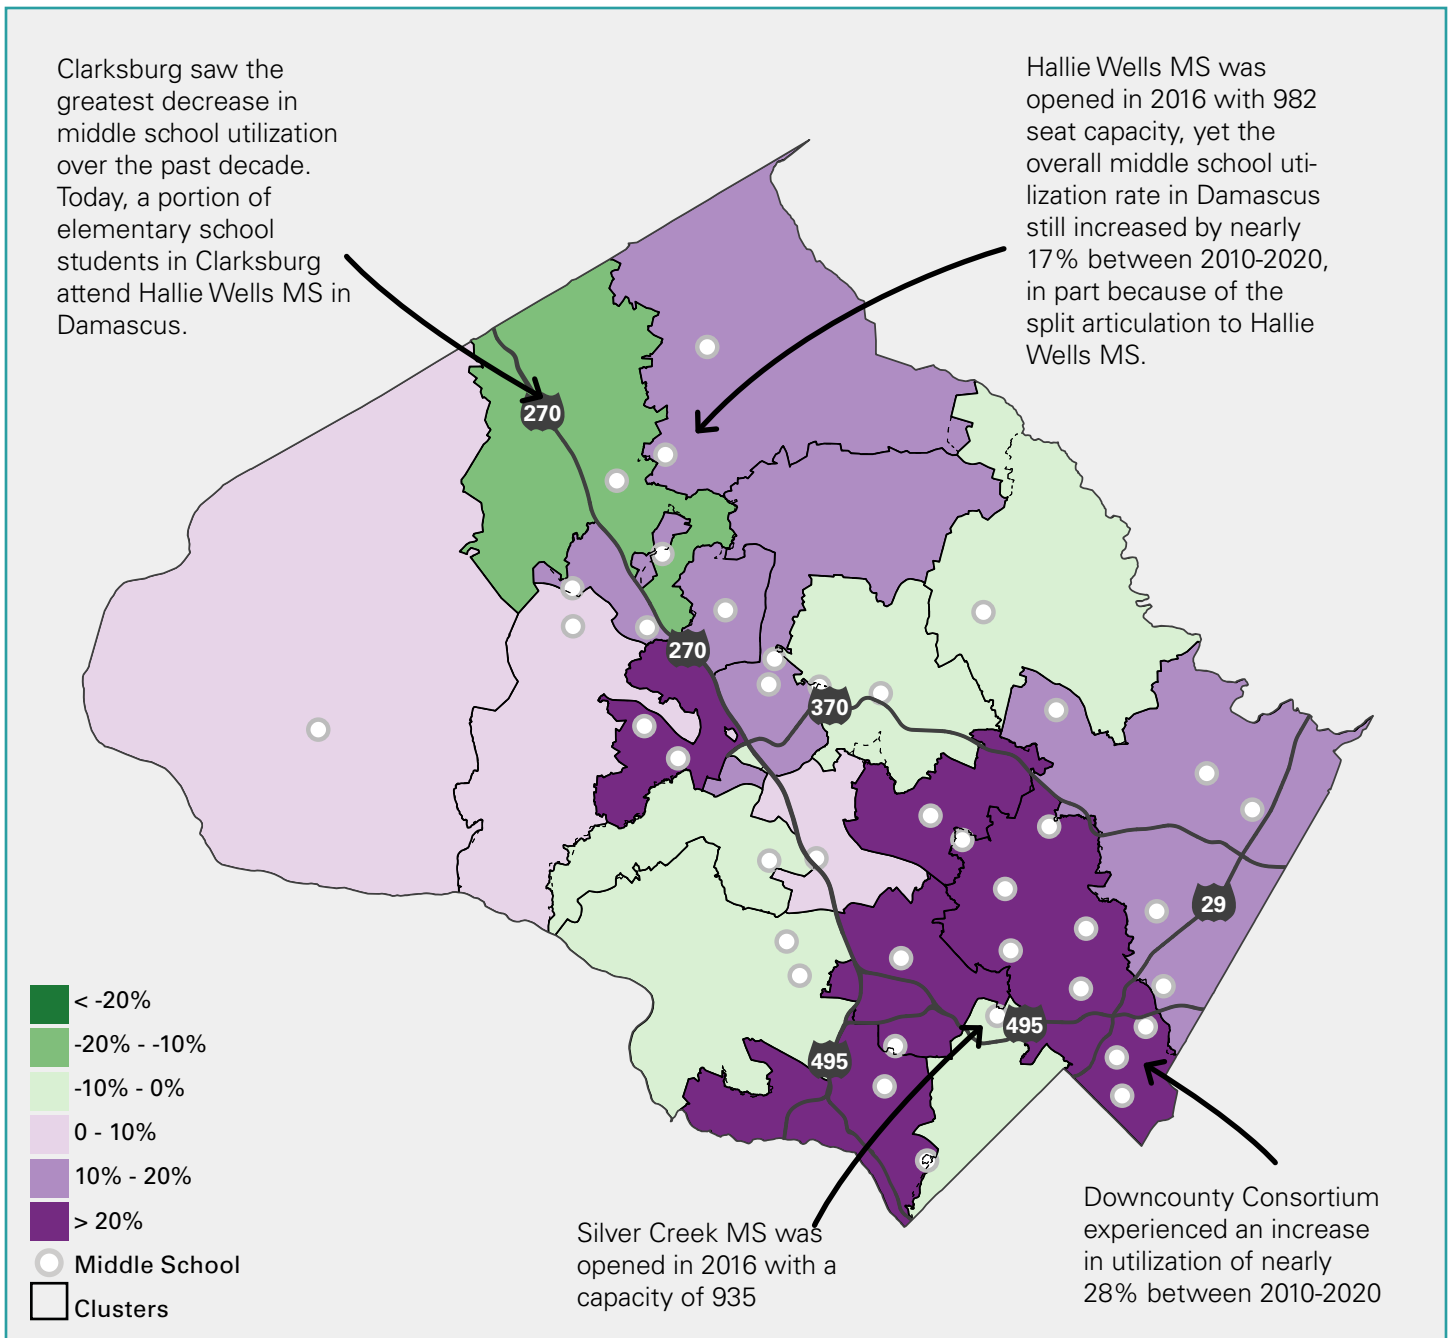 Clarksburg saw the
greatest decrease in
middle school utilization
over the past decade.
Today, a portion of
elementary school
students in Clarksburg
attend Hallie Wells MS in
Damascus.
Hallie Wells MS was
opened in 2016 with 982
seat capacity, yet the
overall middle school uti-
lization rate in Damascus
still increased by nearly
17% between 2010-2020,
in part because of the
split articulation to Hallie
Wells MS.
270
270
370
29
495
495
< -20%
-20% - -10%
-10% - 0%
0 - 10%
10% - 20%
> 20%
Middle School
Clusters
Silver Creek MS was
opened in 2016 with a
capacity of 935
Downcounty Consortium
experienced an increase
in utilization of nearly
28% between 2010-2020